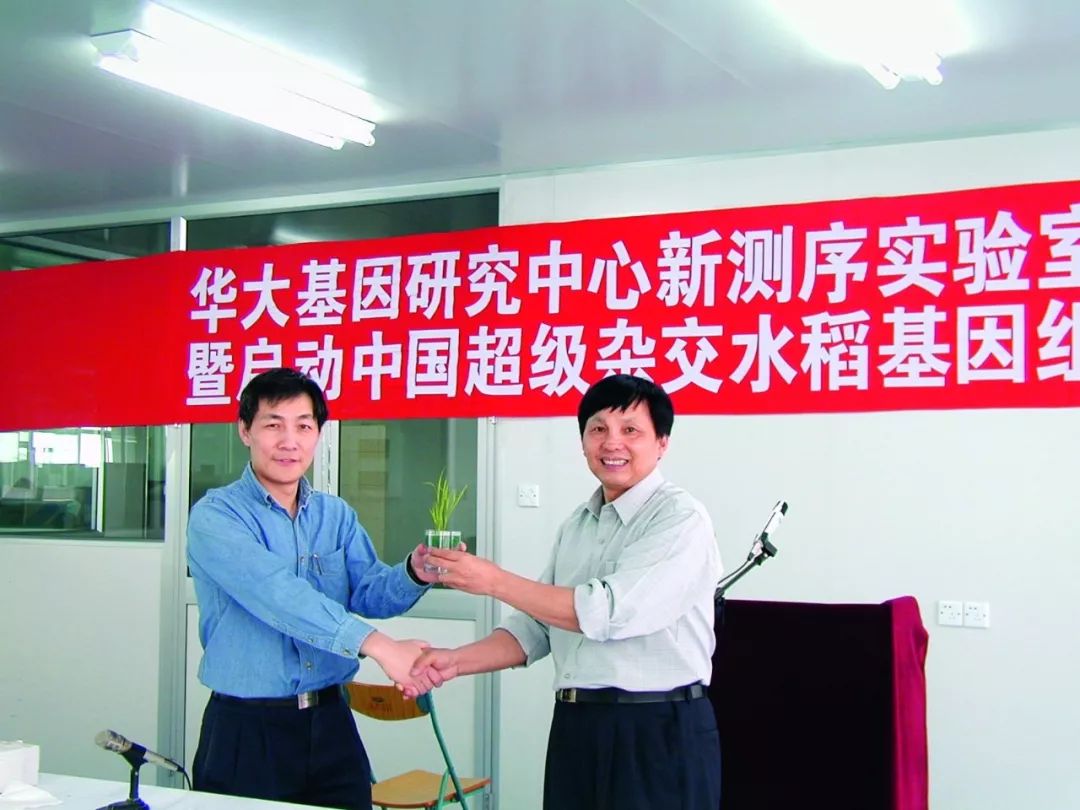 华大基因研究中心新测序实验室
暨启动中国超级杂交水稻基因组